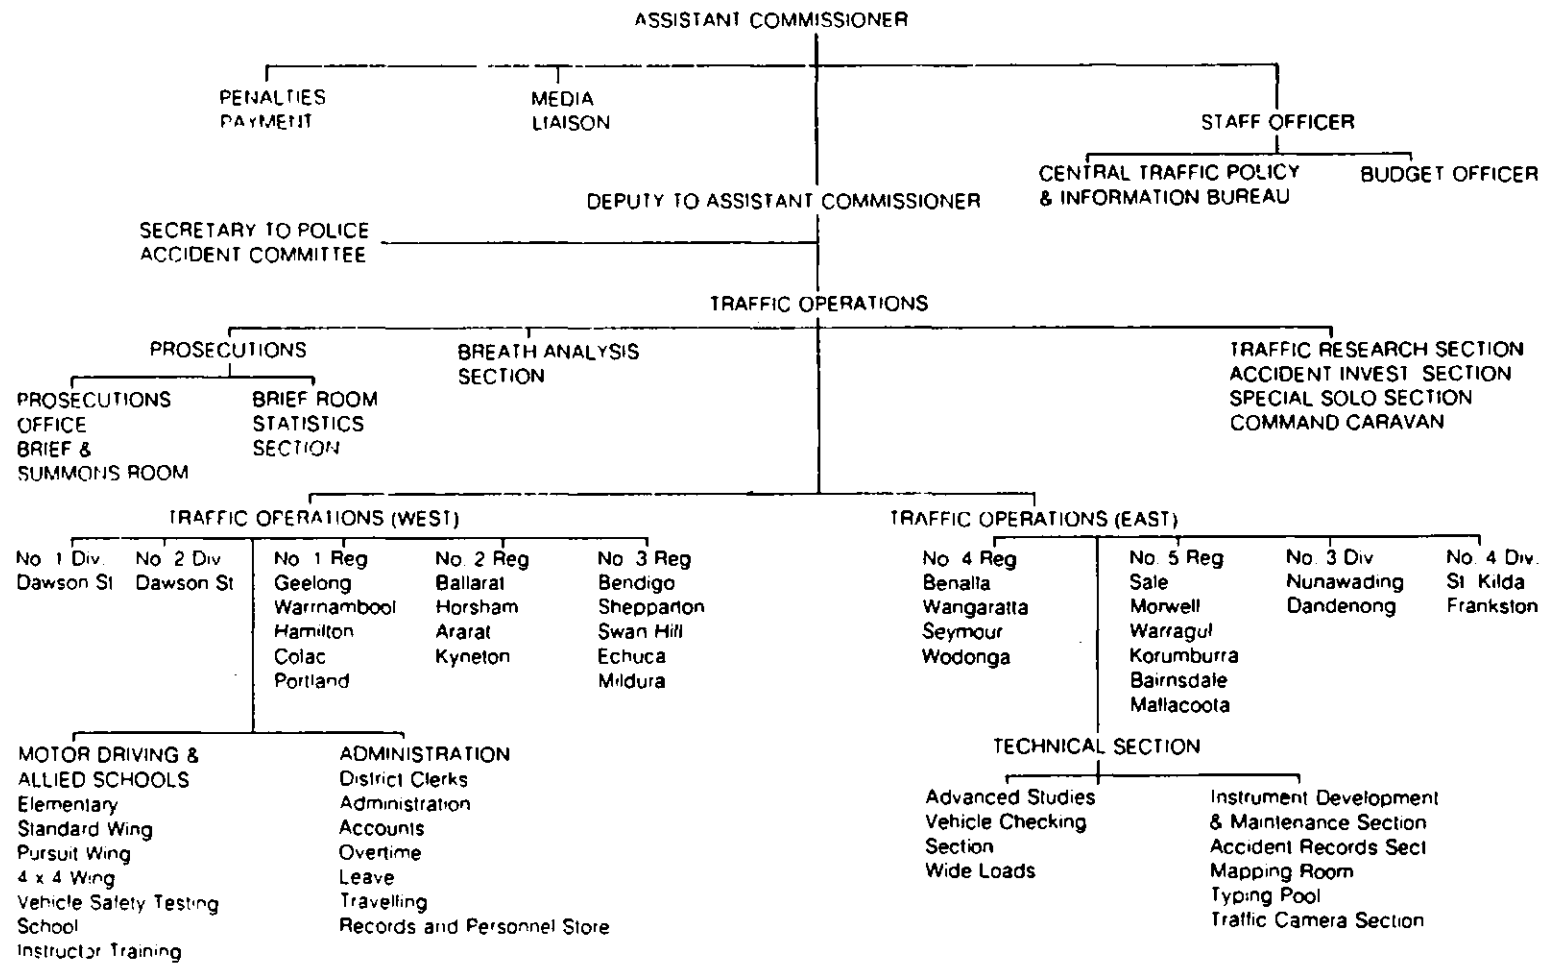 ASSISTANT COMMISSIONER
PENALTIES
PAYMENT
MEDIA
LIAISON
STAFF OFFICER
CENTRAL TRAFFIC POLICY
& INFORMATION BUREAU
BUDGET OFFICER
DEPUTY TO ASSISTANT COMMISSIONER
SECRETARY TO POLICE
ACCIDENT COMMITTEE
TRAFFIC OPERATIONS
PROSECUTIONS
BREATH ANALYSIS
SECTION
TRAFFIC RESEARCH SECTION
ACCIDENT INVEST SECTION
SPECIAL SOLO SECTION
COMMAND CARAVAN
PROSECUTIONS
OFFICE
BRIEF &
SUMMONS ROOM
BRIEF ROOM
STATISTICS
SECTION
TRAFFIC OPERATIONS (WEST)
TRAFFIC OPERATIONS (EAST)
No. 1 Div.
Dawson St
No. 2 Div
Dawson St
No. 1 Reg
Geelong
Warrnambool
Hamilton
Colac
Portland
No. 2 Reg
Ballarat
Horsham
Ararat
Kyneton
No. 3 Reg
Bendigo
Shepparton
Swan Hill
Echuca
Mildura
No. 4 Reg
Benalla
Wangaratta
Seymour
Wodonga
No. 5 Reg
Sale
Morwell
Warragul
Korumburra
Bairnsdale
Mallacoota
No. 3 Div
Nunawading
Dandenong
No. 4 Div.
St Kilda
Frankston
MOTOR DRIVING &
ALLIED SCHOOLS
Elementary
Standard Wing
Pursuit Wing
4 x 4 Wing
Vehicle Safety Testing
School
Instructor Training
ADMINISTRATION
District Clerks
Administration
Accounts
Overtime
Leave
Travelling
Records and Personnel Store
TECHNICAL SECTION
Advanced Studies
Vehicle Checking
Section
Wide Loads
Instrument Development
& Maintenance Section
Accident Records Sect
Mapping Room
Typing Pool
Traffic Camera Section